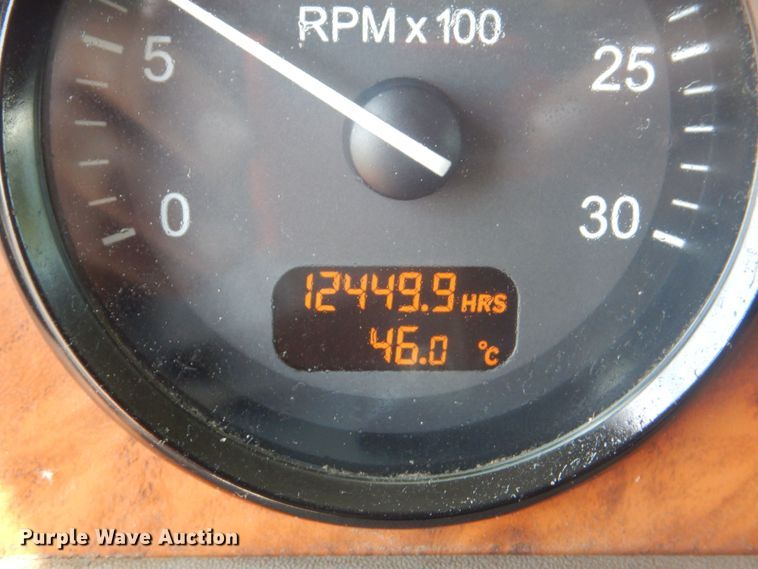 RPM x 100
5
25
0
30
12449.9 HRS
46.0 °C
Purple Wave Auction